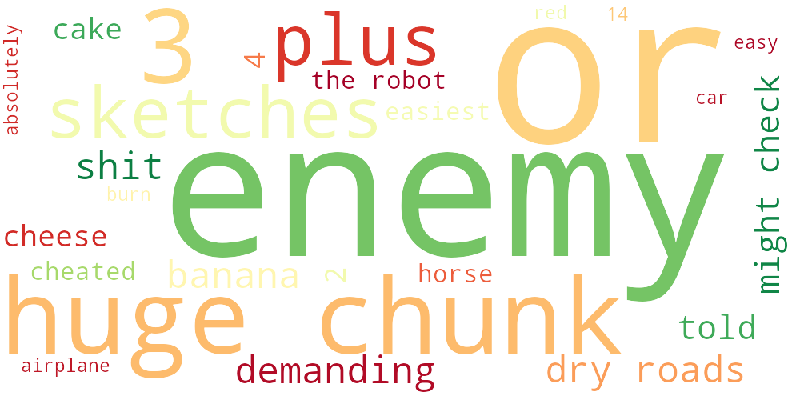 absolutely
cake
3
4
plus
the robot
red
14
or
easy
car
sketches
easiest
shit
burn
enemy
might check
cheese
cheated
banana
2
horse
huge chunk
told
airplane
demanding
dry roads